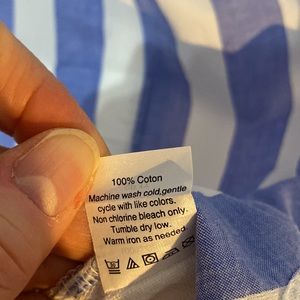 100% Coton
Machine wash cold,gentle
cycle with like colors.
Non chlorine bleach only.
Tumble dry low.
Warm iron as needed.